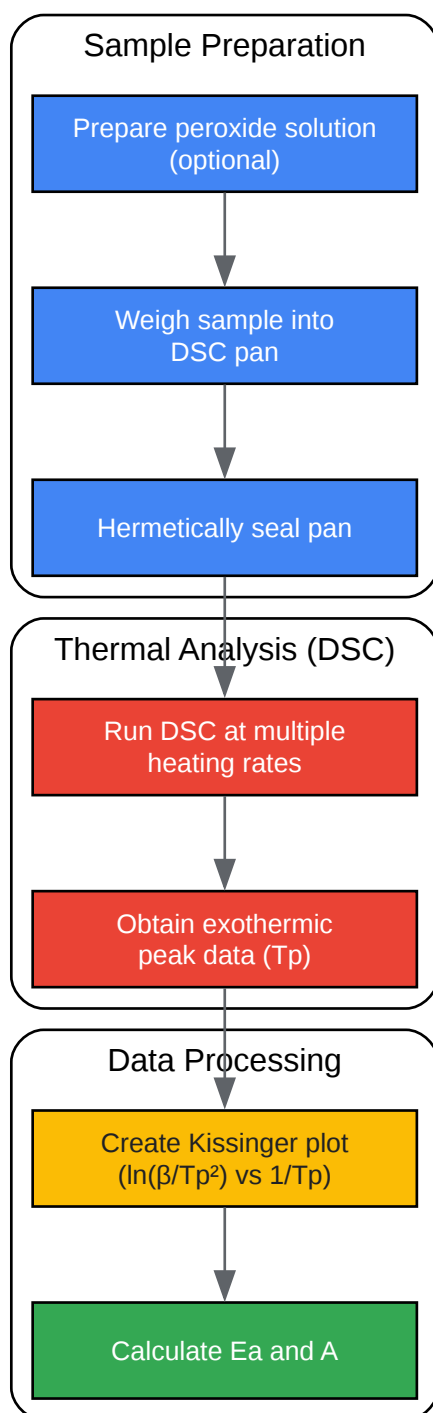 Sample Preparation
Prepare peroxide solution
(optional)
Weigh sample into
DSC pan
Hermetically seal pan
Thermal Analysis (DSC)
Run DSC at multiple
heating rates
Obtain exothermic
peak data (Tp)
Data Processing
Create Kissinger plot
(ln(β/Tp²) vs 1/Tp)
Calculate Ea and A